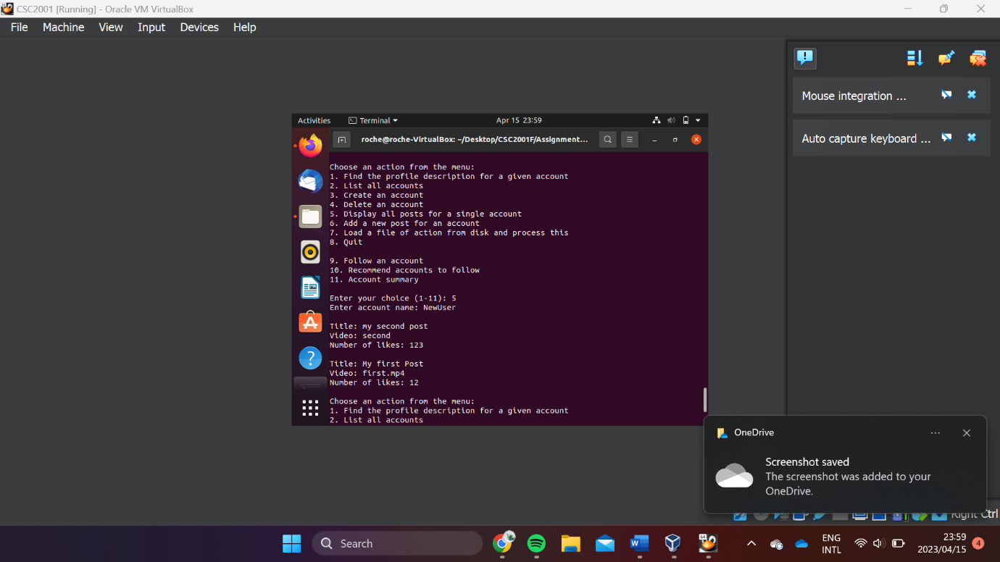 CSC2001 [Running] - Oracle VM VirtualBox
File Machine View Input Devices Help
Mouse integration ...
Auto capture keyboard ...
Activities Terminal Apr 15 23:59
roche@roche-VirtualBox: ~/Desktop/CSC2001F/Assignment...
Choose an action from the menu:
1. Find the profile description for a given account
2. List all accounts
3. Create an account
4. Delete an account
5. Display all posts for a single account
6. Add a new post for an account
7. Load a file of action from disk and process this
8. Quit
9. Follow an account
10. Recommend accounts to follow
11. Account summary
Enter your choice (1-11): 5
Enter account name: NewUser
Title: my second post
Video: second
Number of likes: 123
Title: My first Post
Video: first.mp4
Number of likes: 12
Choose an action from the menu:
1. Find the profile description for a given account
2. List all accounts
OneDrive
Screenshot saved
The screenshot was added to your
OneDrive.
Right Ctrl
Search
ENG
INTL
23:59
2023/04/15
4